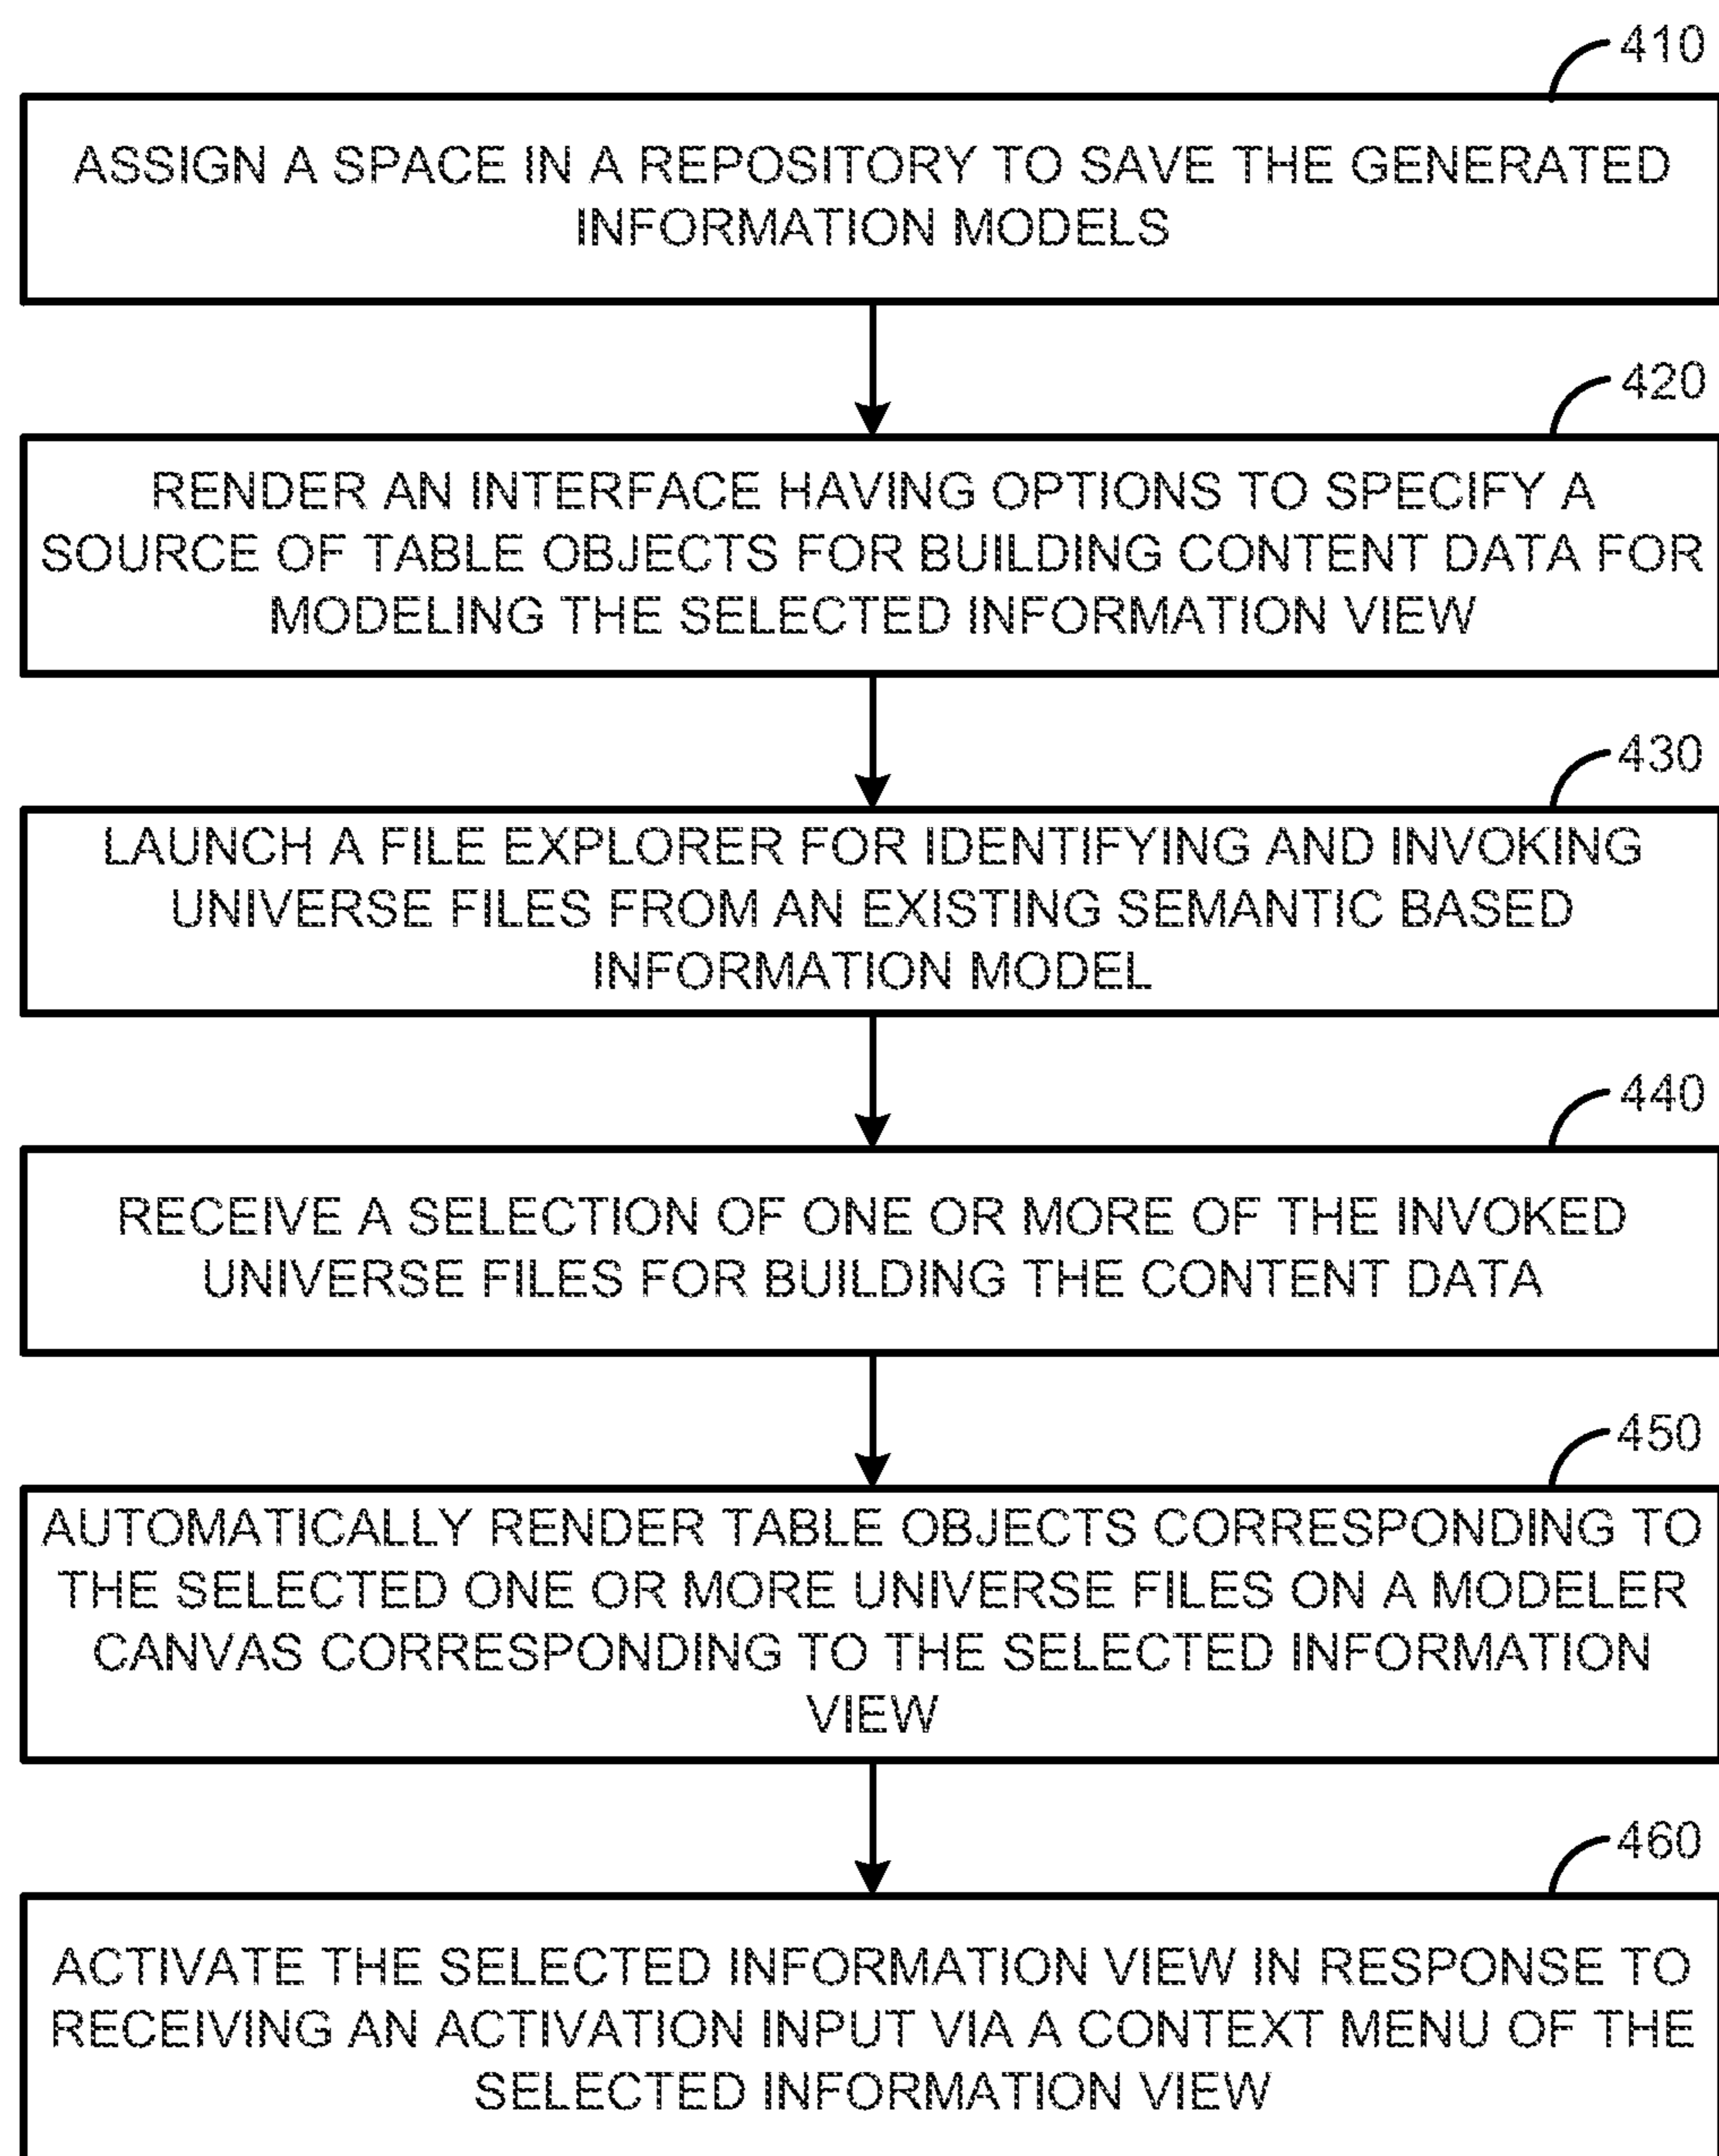 410
ASSIGN A SPACE IN A REPOSITORY TO SAVE THE GENERATED
INFORMATION MODELS
420
RENDER AN INTERFACE HAVING OPTIONS TO SPECIFY A
SOURCE OF TABLE OBJECTS FOR BUILDING CONTENT DATA FOR
MODELING THE SELECTED INFORMATION VIEW
430
LAUNCH A FILE EXPLORER FOR IDENTIFYING AND INVOKING
UNIVERSE FILES FROM AN EXISTING SEMANTIC BASED
INFORMATION MODEL
440
RECEIVE A SELECTION OF ONE OR MORE OF THE INVOKED
UNIVERSE FILES FOR BUILDING THE CONTENT DATA
450
AUTOMATICALLY RENDER TABLE OBJECTS CORRESPONDING TO
THE SELECTED ONE OR MORE UNIVERSE FILES ON A MODELER
CANVAS CORRESPONDING TO THE SELECTED INFORMATION
VIEW
460
ACTIVATE THE SELECTED INFORMATION VIEW IN RESPONSE TO
RECEIVING AN ACTIVATION INPUT VIA A CONTEXT MENU OF THE
SELECTED INFORMATION VIEW